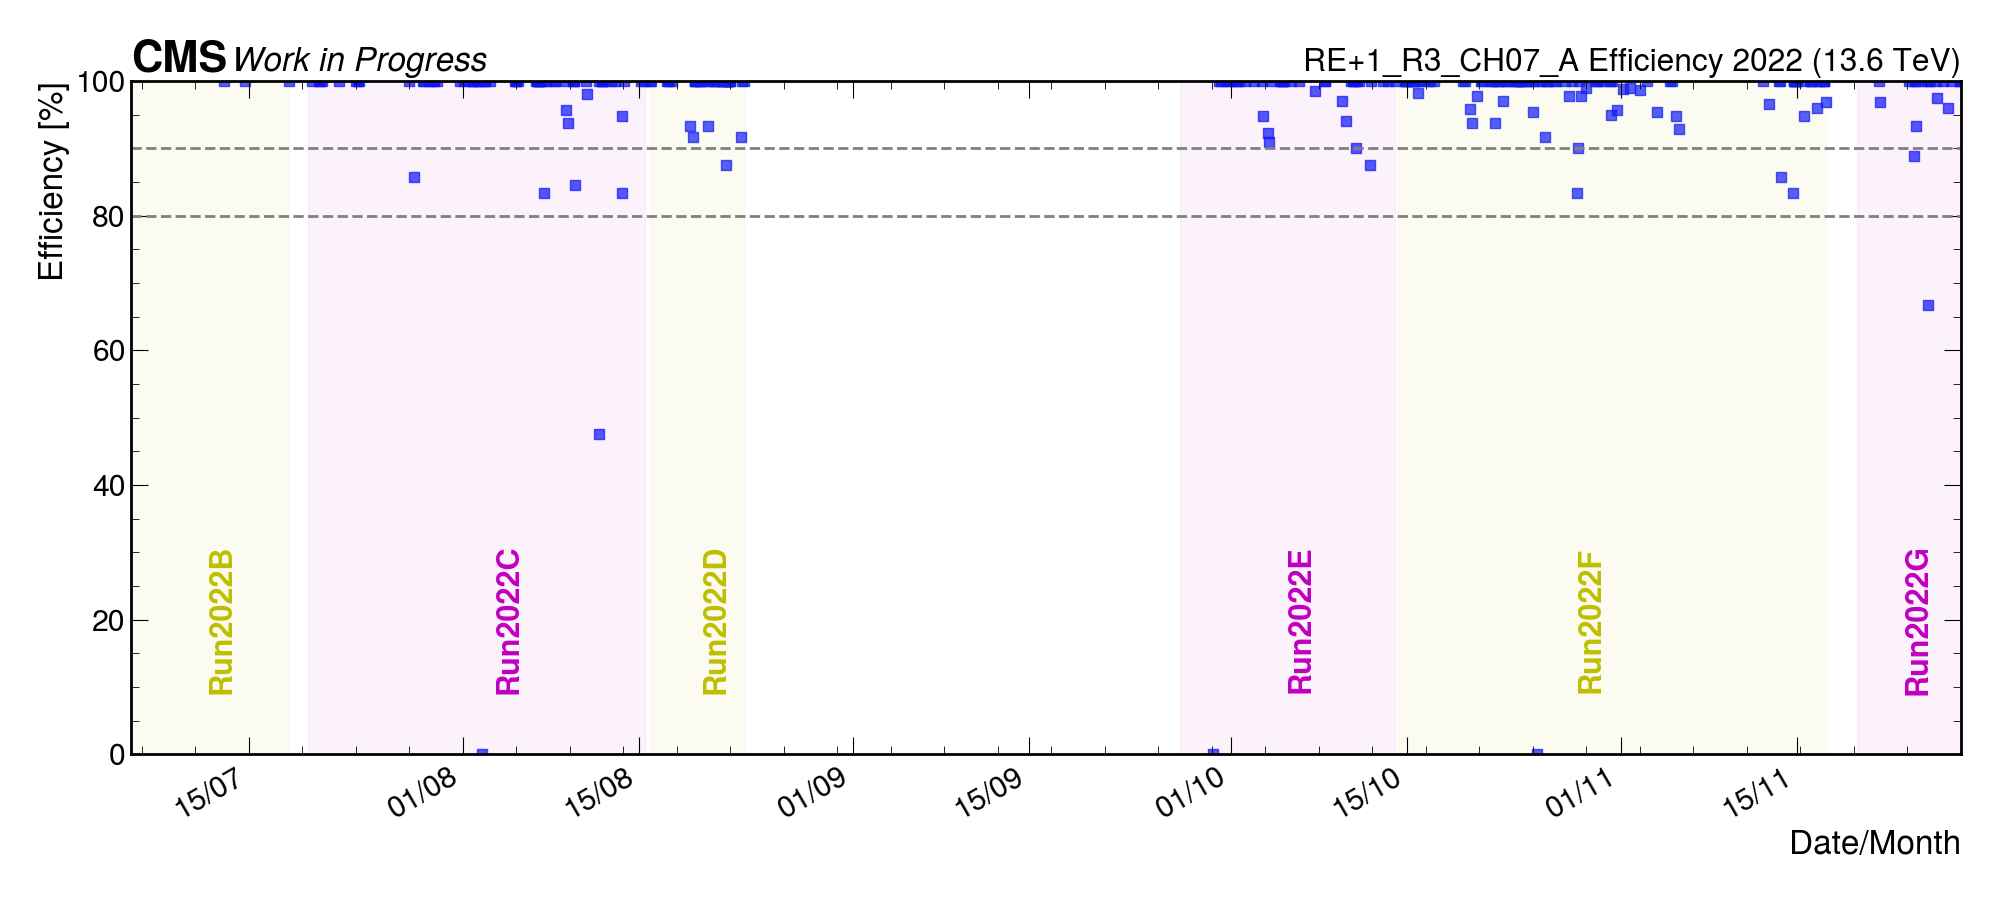 CMS Work in Progress
RE+1_R3_CH07_A Efficiency 2022 (13.6 TeV)
Efficiency [%]
100
80
60
40
20
0
Run2022B
Run2022C
Run2022D
Run2022E
Run2022F
Run2022G
15/07
01/08
15/08
01/09
15/09
01/10
15/10
01/11
15/11
Date/Month